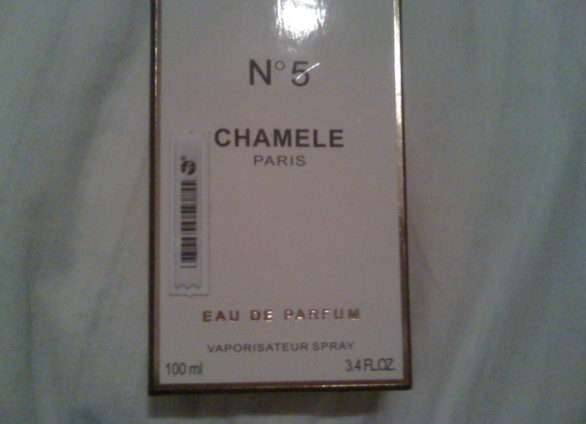 N° 5
CHAMELE
PARIS
EAU DE PARFUM
VAPORISATEUR SPRAY
100 ml 3.4 FL.OZ.